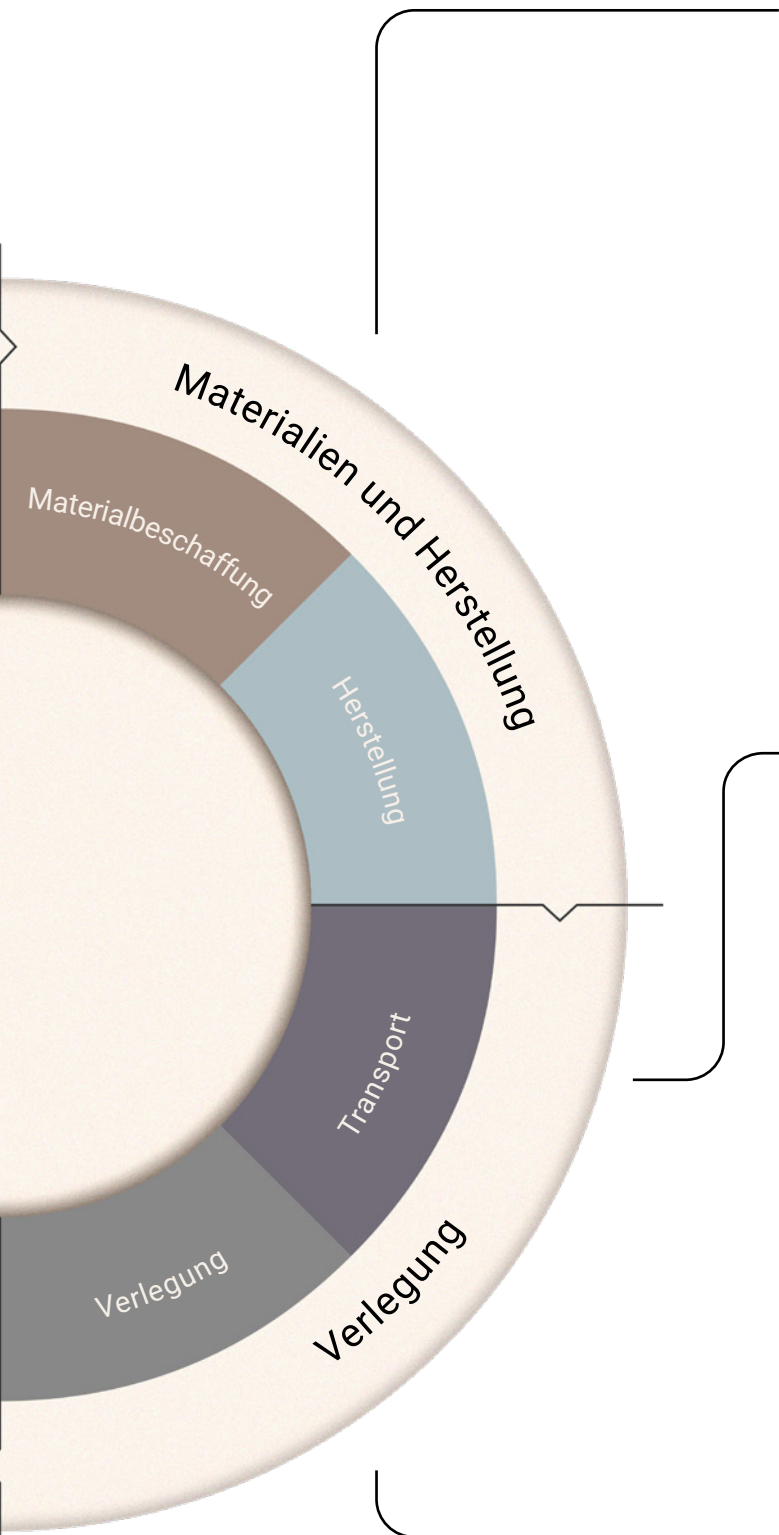 Materialien und Herstellung
Materialbeschaffung
Herstellung
Transport
Verlegung
Verlegung